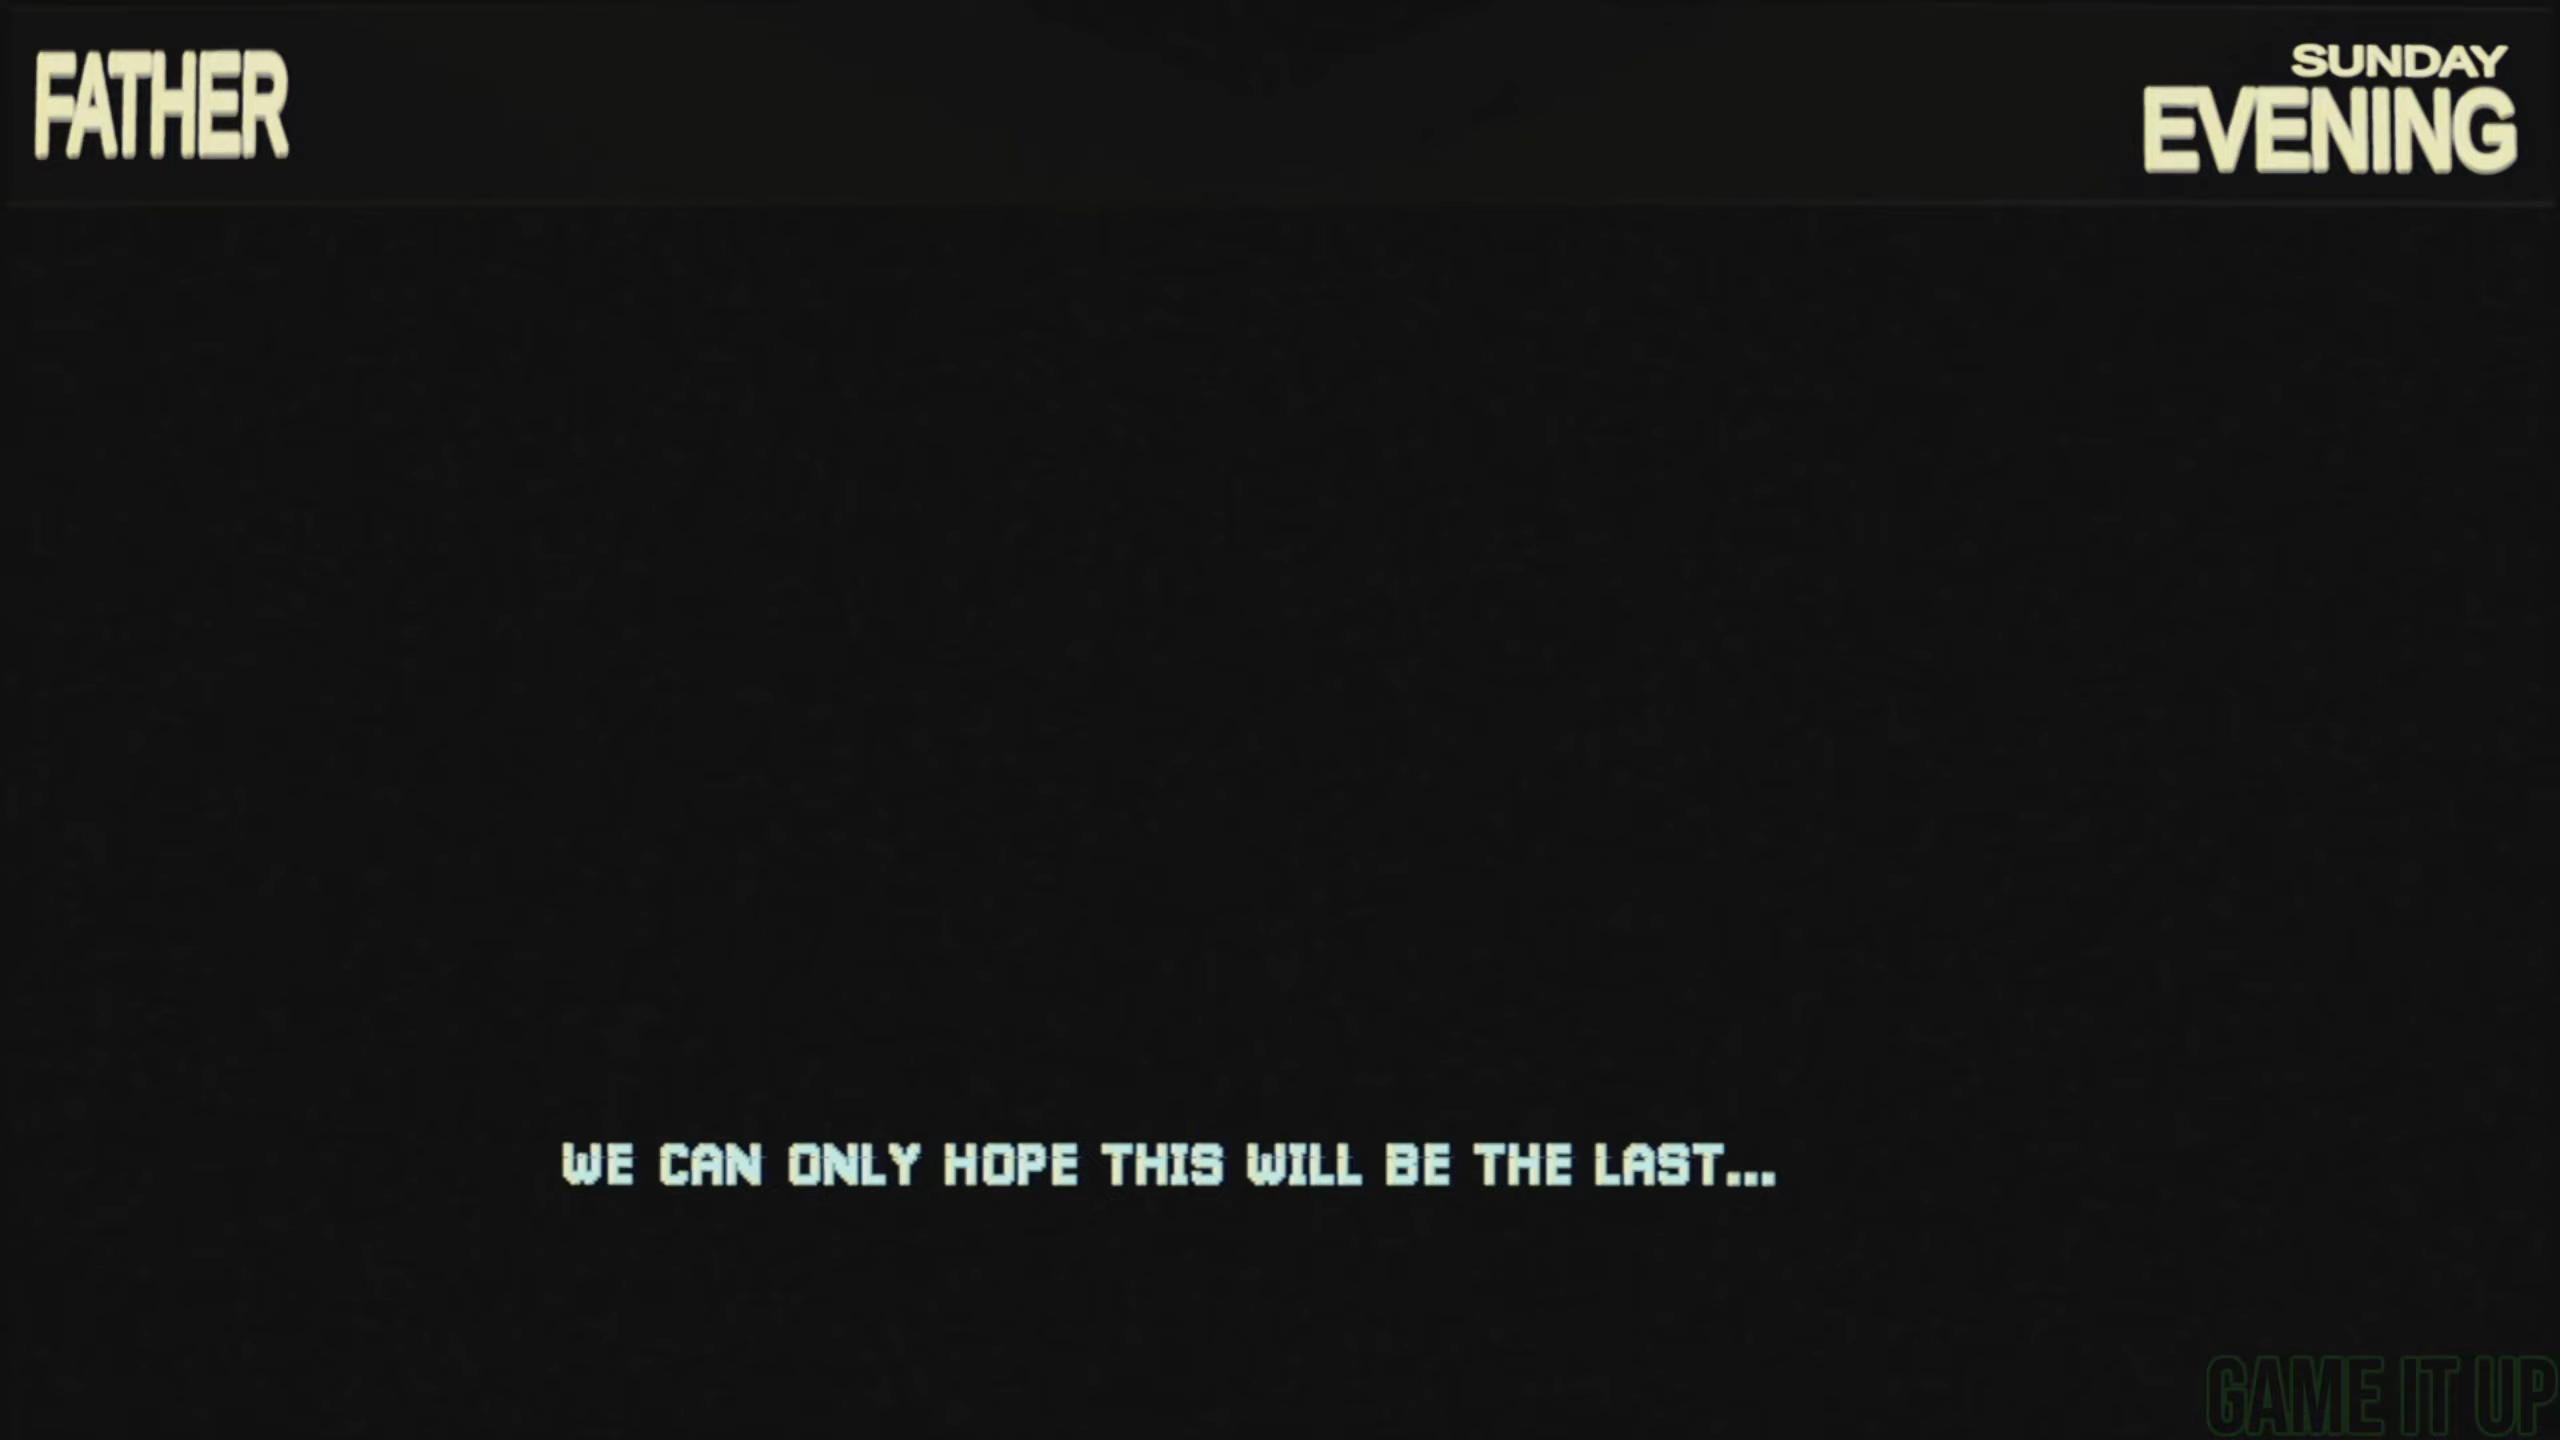 FATHER
SUNDAY
EVENING
WE CAN ONLY HOPE THIS WILL BE THE LAST...
GAME IT UP